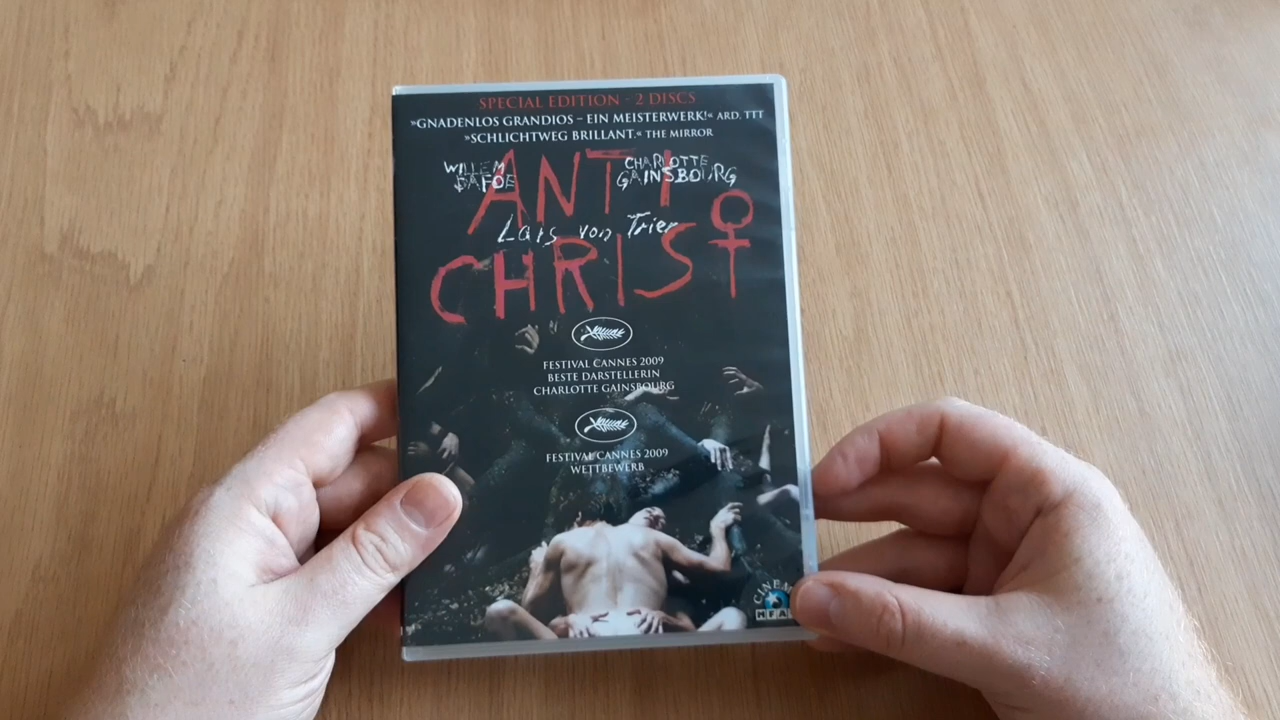 SPECIAL EDITION - 2 DISCS
»GNADENLOS GRANDIOS – EIN MEISTERWERK!« ARD. TTT
»SCHLICHTWEG BRILLANT.« THE MIRROR
WILLEM DAFOE
CHARLOTTE GAINSBOURG
ANTI
Lars von Trier
CHRIS♀
FESTIVAL CANNES 2009
BESTE DARSTELLERIN
CHARLOTTE GAINSBOURG
FESTIVAL CANNES 2009
WETTBEWERB